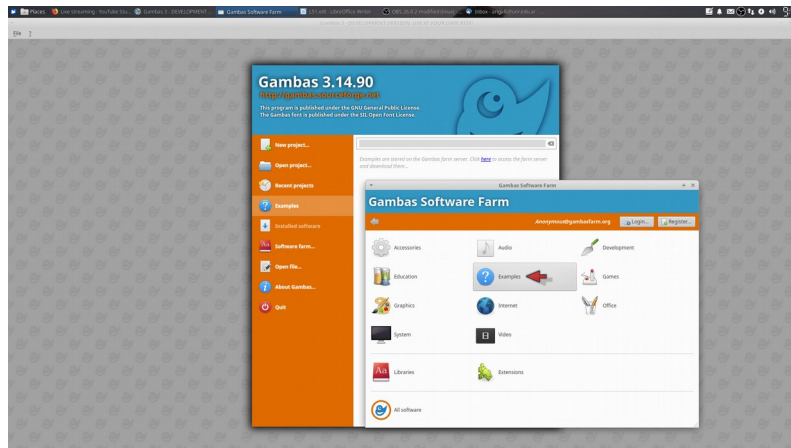 Places
Live streaming - YouTube Stu...
Gambas 3 - DEVELOPMENT ...
Gambas Software Farm
LibreOffice Writer
Inbox -
File ?
Gambas 3.14.90
http://gambas.sourceforge.net
This program is published under the GNU General Public License.
The Gambas font is published under the SIL Open Font License.
New project...
Open project...
Recent projects
Examples
Installed software
Software farm...
Open file...
About Gambas...
Quit
Examples are stored on the Gambas farm server. Click here to access the farm server
and download them...
Gambas Software Farm
Gambas Software Farm
Anonymous@gambasfarm.org
Login...
Register...
Accessories
Audio
Development
Education
Examples
Games
Graphics
Internet
Office
System
Video
Libraries
Extensions
All software